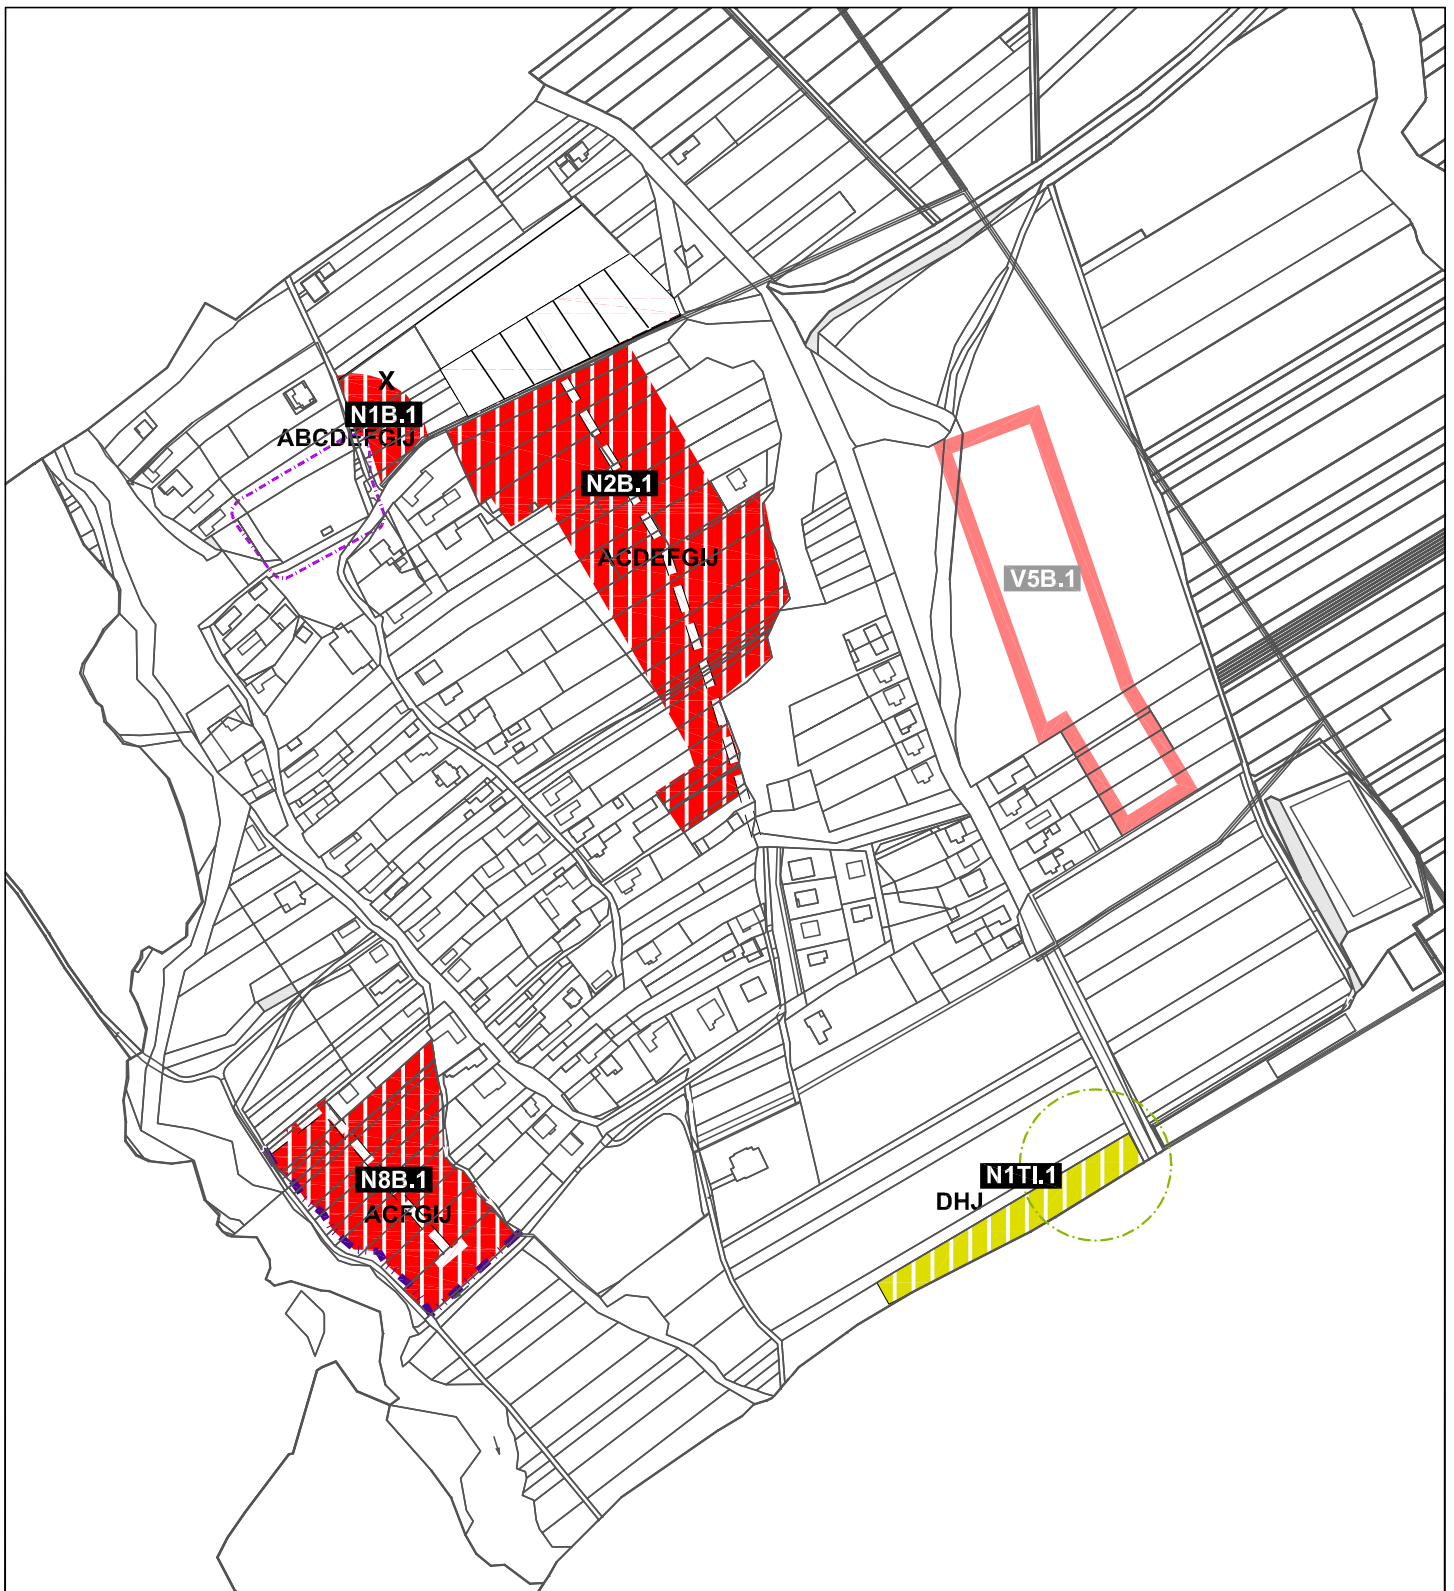 X
N1B.1
ABCDEFGIJ
N2B.1
ACDEFGIJ
V5B.1
N8B.1
ACFGIJ
N1TI.1
DHJ